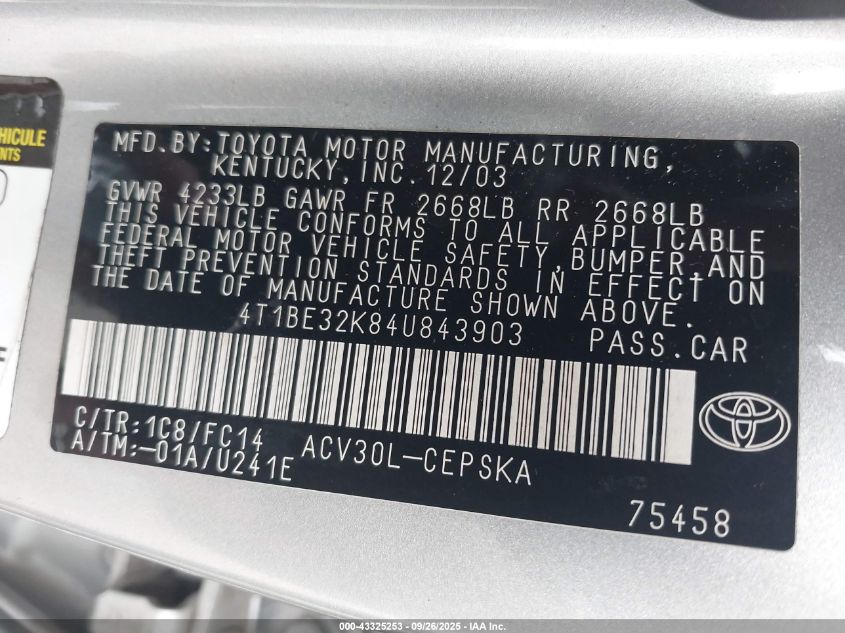 EHICULE
NTS
MFD.BY:TOYOTA MOTOR MANUFACTURING,
KENTUCKY,INC.12/03
GVWR 4233LB GAWR FR 2668LB RR 2668LB
THIS VEHICLE CONFORMS TO ALL APPLICABLE
FEDERAL MOTOR VEHICLE SAFETY,BUMPER,AND
THEFT PREVENTION STANDARDS IN EFFECT ON
THE DATE OF MANUFACTURE SHOWN ABOVE.
4T1BE32K84U843903 PASS.CAR
C/TR:1C8/FC14
A/TM:-01A/U241E ACV30L-CEPSKA
75458
000-43325253 - 09/26/2025 - IAA Inc.